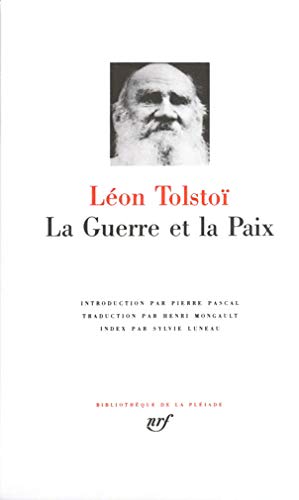 Léon Tolstoï
La Guerre et la Paix
INTRODUCTION PAR PIERRE PASCAL
TRADUCTION PAR HENRI MONGAULT
INDEX PAR SYLVIE LUNEAU
BIBLIOTHÈQUE DE LA PLÉIADE
nrf